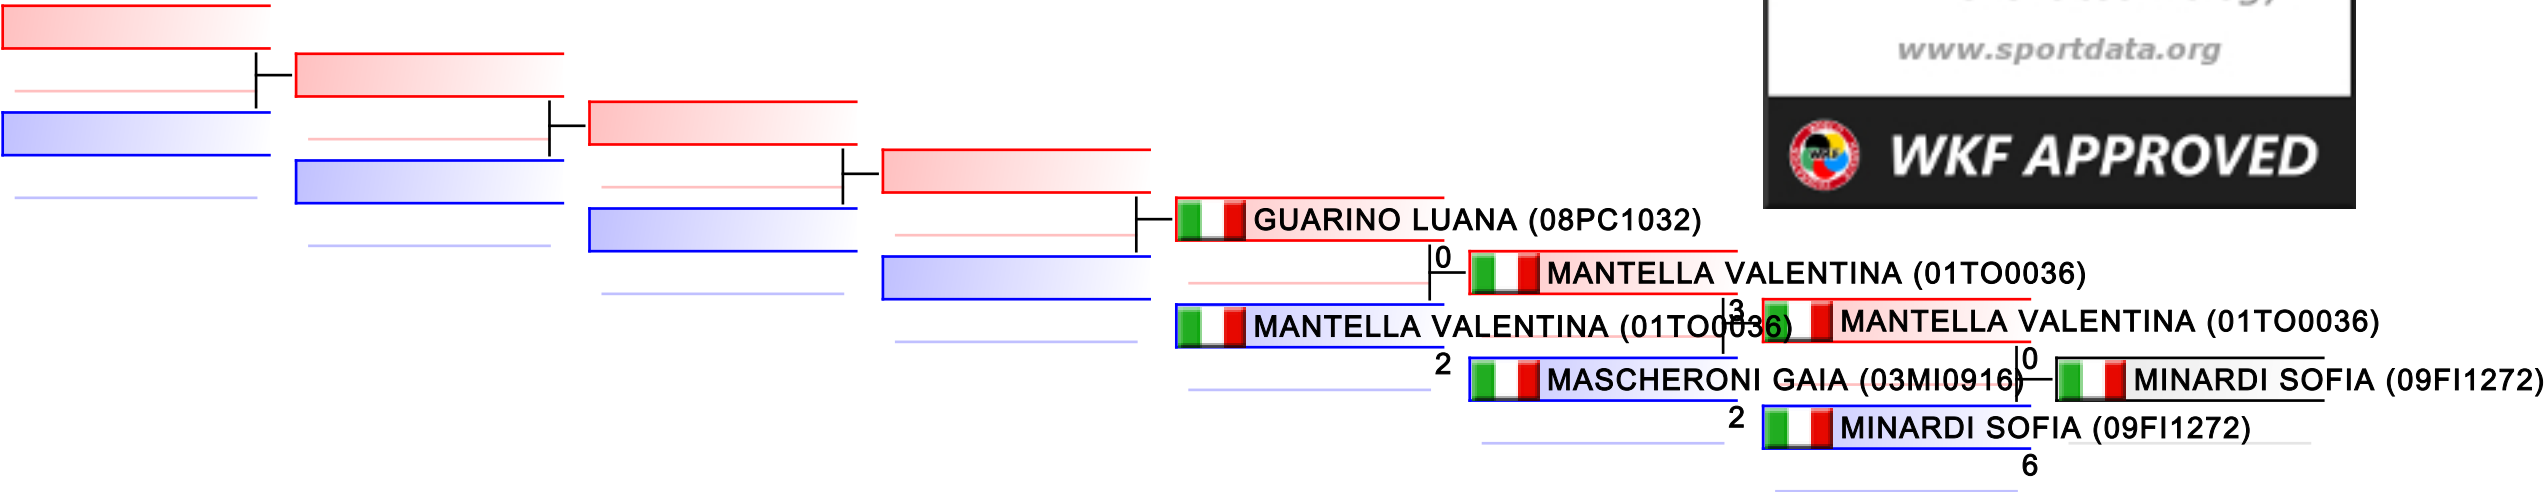 www.sportdata.org
WKF APPROVED
GUARINO LUANA (08PC1032)
0
MANTELLA VALENTINA (01TO0036)
MANTELLA VALENTINA (01TO0036)
2
3
MASCHERONI GAIA (03MI0916)
2
MANTELLA VALENTINA (01TO0036)
0
MINARDI SOFIA (09FI1272)
MINARDI SOFIA (09FI1272)
6